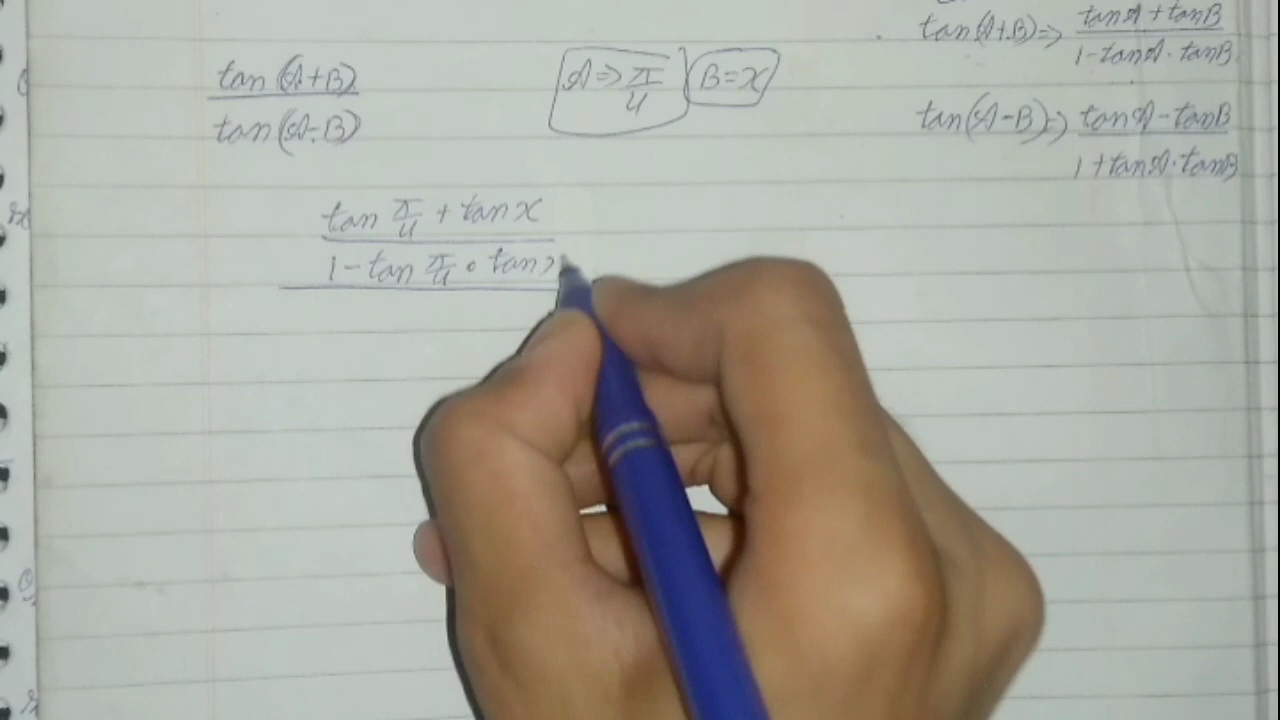 tan(A+B)
tan(A-B)
A=> π/4 B=x
tan(A+B)=> tanA+tanB
1-tanA.tanB
tan(A-B)=> tanA-tanB
1+tanA.tanB
tan π/4 + tan x
1-tan π/4 . tan